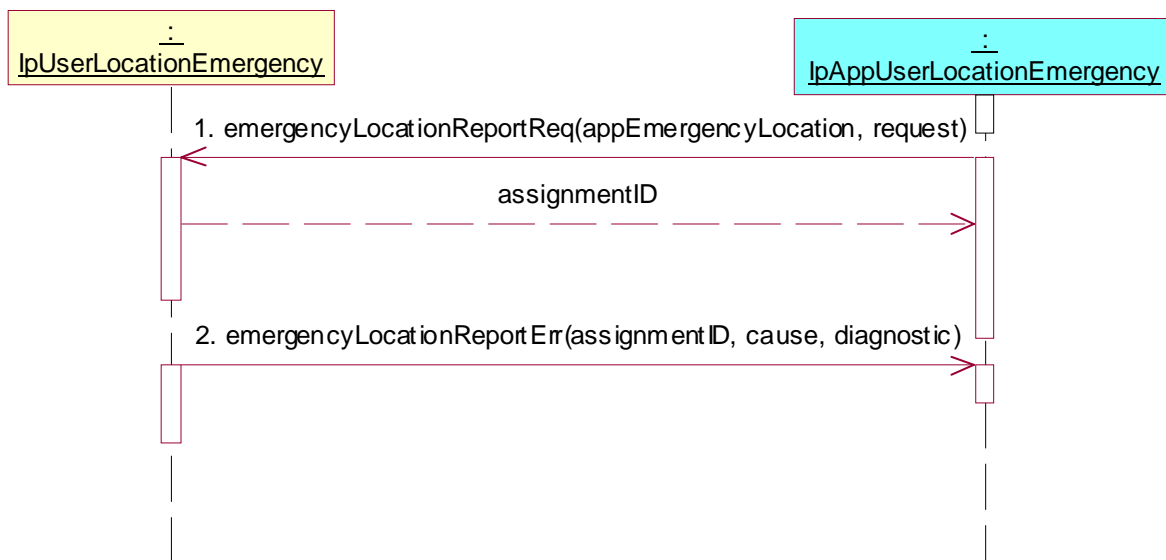 :
IpUserLocationEmergency
:
IpAppUserLocationEmergency
1. emergencyLocationReportReq(appEmergencyLocation, request)
assignmentID
2. emergencyLocationReportErr(assignmentID, cause, diagnostic)